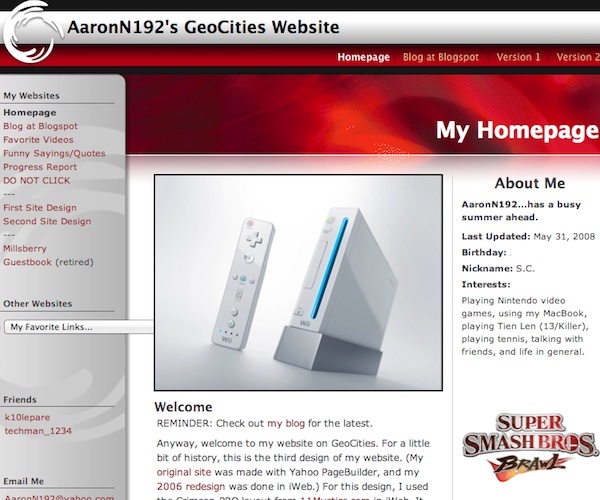 AaronN192's GeoCities Website
Homepage Blog at Blogspot Version 1 Version 2
My Websites
Homepage
Blog at Blogspot
Favorite Videos
Funny Sayings/Quotes
Progress Report
DO NOT CLICK
---
First Site Design
Second Site Design
---
Millsberry
Guestbook (retired)
Other Websites
My Favorite Links...
Friends
k10lepare
techman_1234
Email Me
AaronN192@yahoo.com
My Homepage
Wii
Wii
Welcome
REMINDER: Check out my blog for the latest.
Anyway, welcome to my website on GeoCities. For a little
bit of history, this is the third design of my website. (My
original site was made with Yahoo PageBuilder, and my
2006 redesign was done in iWeb.) For this design, I used
the Crimson PRO layout from 11Mystics.com in iWeb. It
About Me
AaronN192...has a busy
summer ahead.
Last Updated: May 31, 2008
Birthday:
Nickname: S.C.
Interests:
Playing Nintendo video
games, using my MacBook,
playing Tien Len (13/Killer),
playing tennis, talking with
friends, and life in general.
SUPER
SMASH BROS.
BRAWL